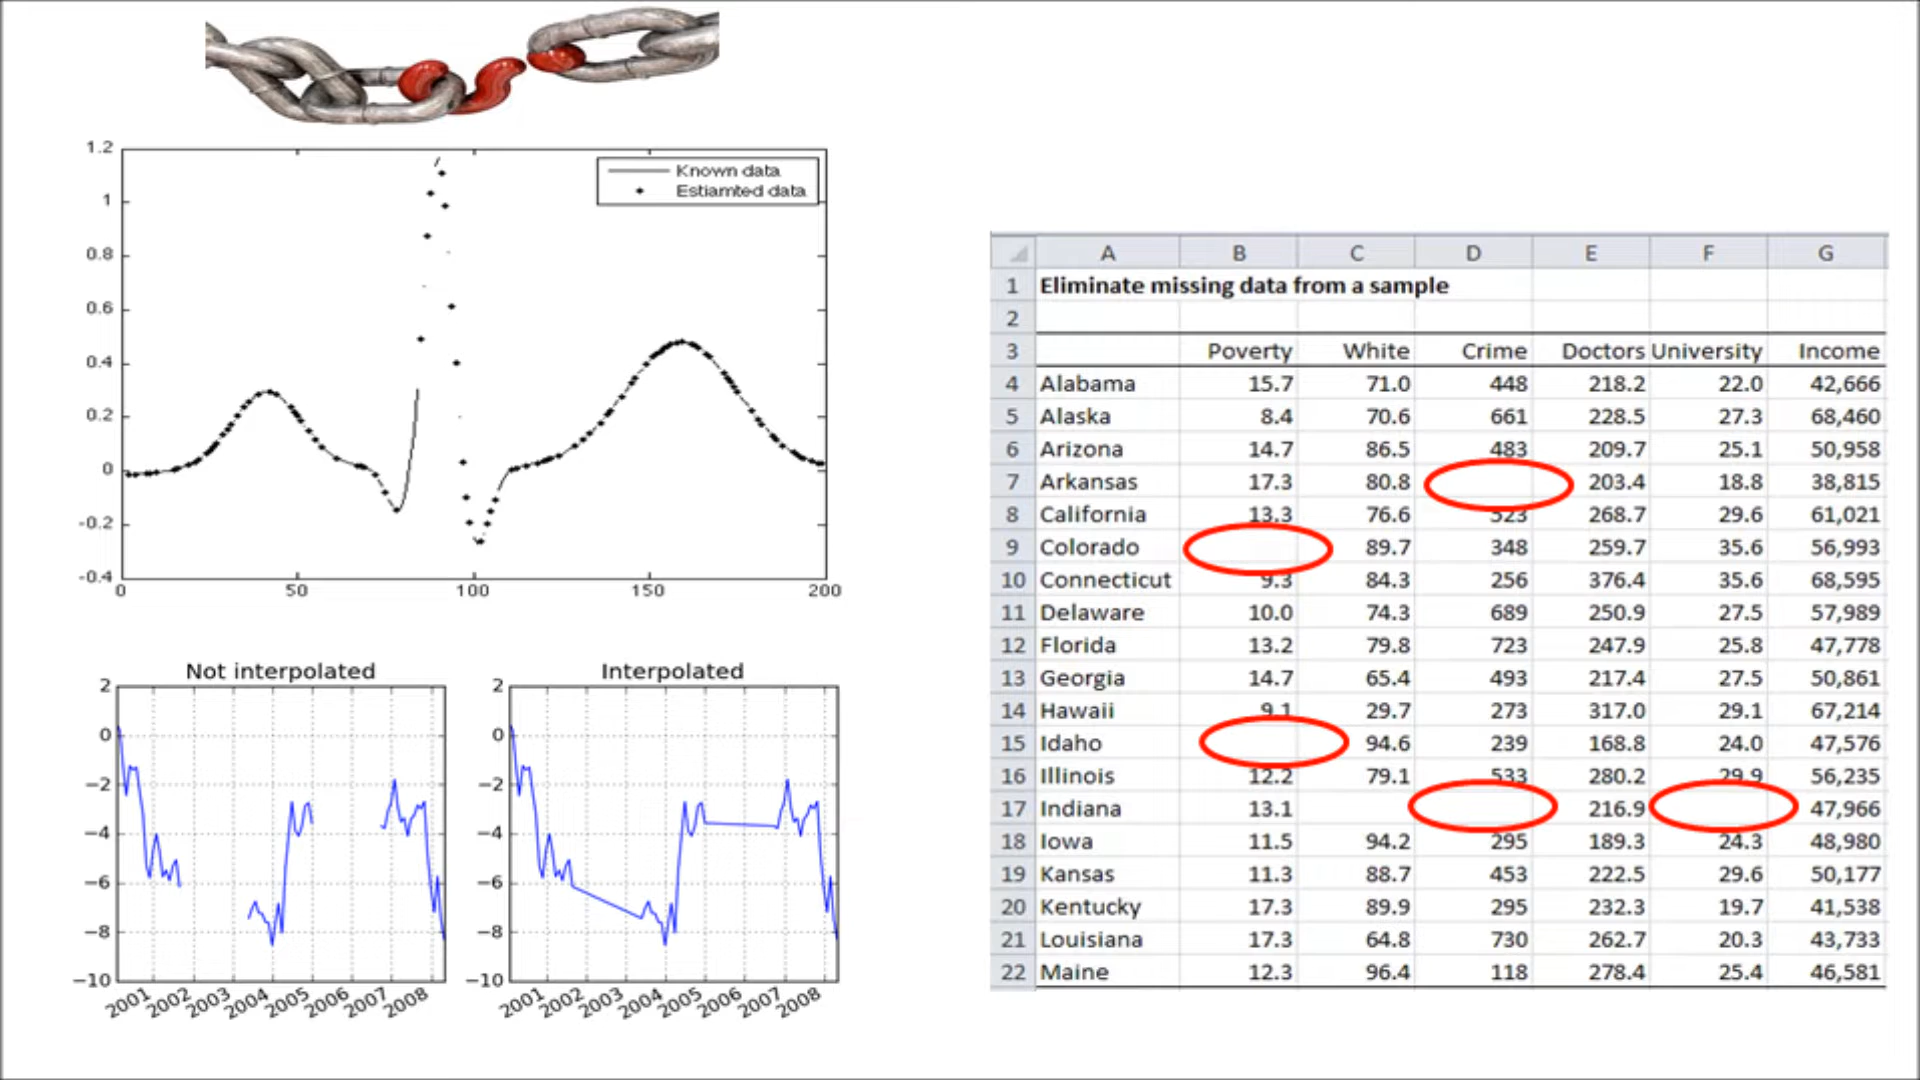 1.2
1
0.8
0.6
0.4
0.2
0
-0.2
-0.4
0 50 100 150 200
Known data
Estiamted data
Not interpolated
2
0
−2
−4
−6
−8
−10
2001 2002 2003 2004 2005 2006 2007 2008
Interpolated
2
0
−2
−4
−6
−8
−10
2001 2002 2003 2004 2005 2006 2007 2008
A B C D E F G
1 Eliminate missing data from a sample
2
3 Poverty White Crime Doctors University Income
4 Alabama 15.7 71.0 448 218.2 22.0 42,666
5 Alaska 8.4 70.6 661 228.5 27.3 68,460
6 Arizona 14.7 86.5 483 209.7 25.1 50,958
7 Arkansas 17.3 80.8 203.4 18.8 38,815
8 California 13.3 76.6 523 268.7 29.6 61,021
9 Colorado 89.7 348 259.7 35.6 56,993
10 Connecticut 9.3 84.3 256 376.4 35.6 68,595
11 Delaware 10.0 74.3 689 250.9 27.5 57,989
12 Florida 13.2 79.8 723 247.9 25.8 47,778
13 Georgia 14.7 65.4 493 217.4 27.5 50,861
14 Hawaii 9.1 29.7 273 317.0 29.1 67,214
15 Idaho 94.6 239 168.8 24.0 47,576
16 Illinois 12.2 79.1 533 280.2 29.9 56,235
17 Indiana 13.1 216.9 47,966
18 Iowa 11.5 94.2 295 189.3 24.3 48,980
19 Kansas 11.3 88.7 453 222.5 29.6 50,177
20 Kentucky 17.3 89.9 295 232.3 19.7 41,538
21 Louisiana 17.3 64.8 730 262.7 20.3 43,733
22 Maine 12.3 96.4 118 278.4 25.4 46,581